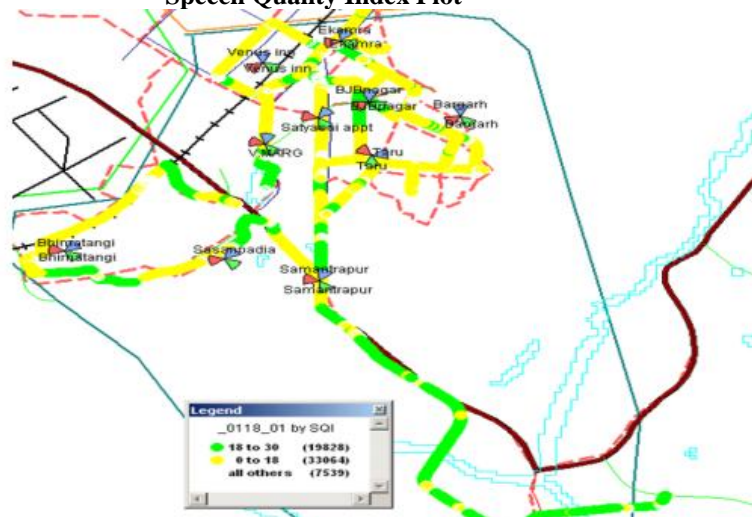 Speech Quality Index Plot
Ekamra
Ekamra
Venus inn
Venus inn
BJBnagar
BJBnagar
Bargarh
Bargarh
Satyasai appt
V.MARG
Taru
Taru
Bhimatangi
Bhimatangi
Sasanpadia
Samantrapur
Samantrapur
Legend
_0118_01 by SQI
18 to 30 (19828)
0 to 18 (33064)
all others (7539)